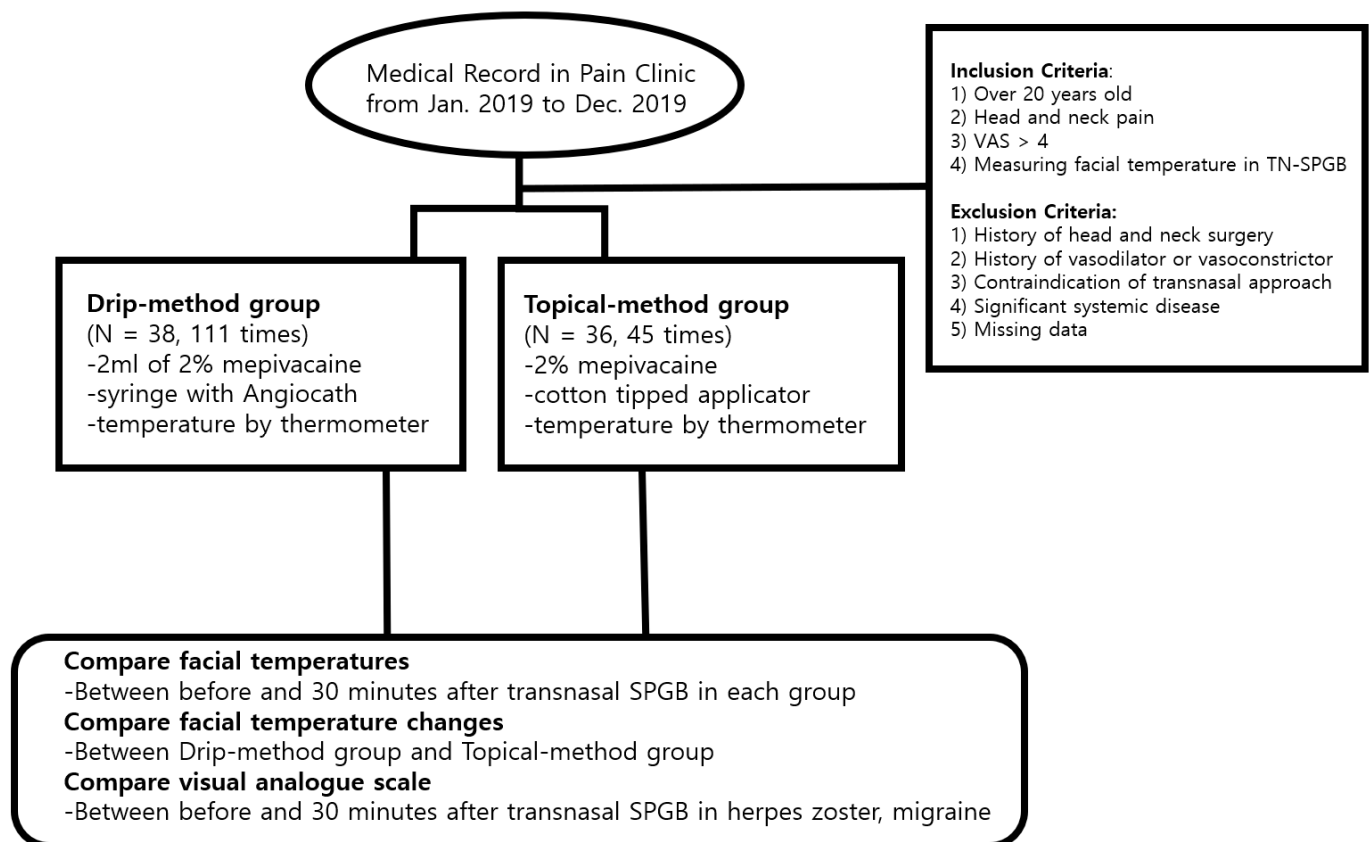 Medical Record in Pain Clinic
from Jan. 2019 to Dec. 2019
Inclusion Criteria:
1) Over 20 years old
2) Head and neck pain
3) VAS > 4
4) Measuring facial temperature in TN-SPGB
Exclusion Criteria:
1) History of head and neck surgery
2) History of vasodilator or vasoconstrictor
3) Contraindication of transnasal approach
4) Significant systemic disease
5) Missing data
Drip-method group
(N = 38, 111 times)
-2ml of 2% mepivacaine
-syringe with Angiocath
-temperature by thermometer
Topical-method group
(N = 36, 45 times)
-2% mepivacaine
-cotton tipped applicator
-temperature by thermometer
Compare facial temperatures
-Between before and 30 minutes after transnasal SPGB in each group
Compare facial temperature changes
-Between Drip-method group and Topical-method group
Compare visual analogue scale
-Between before and 30 minutes after transnasal SPGB in herpes zoster, migraine